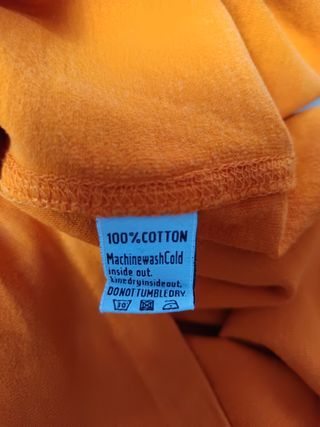 100%COTTON
MachinewashCold
inside out.
Linedryinsideout.
DONOTTUMBLEDRY.
30